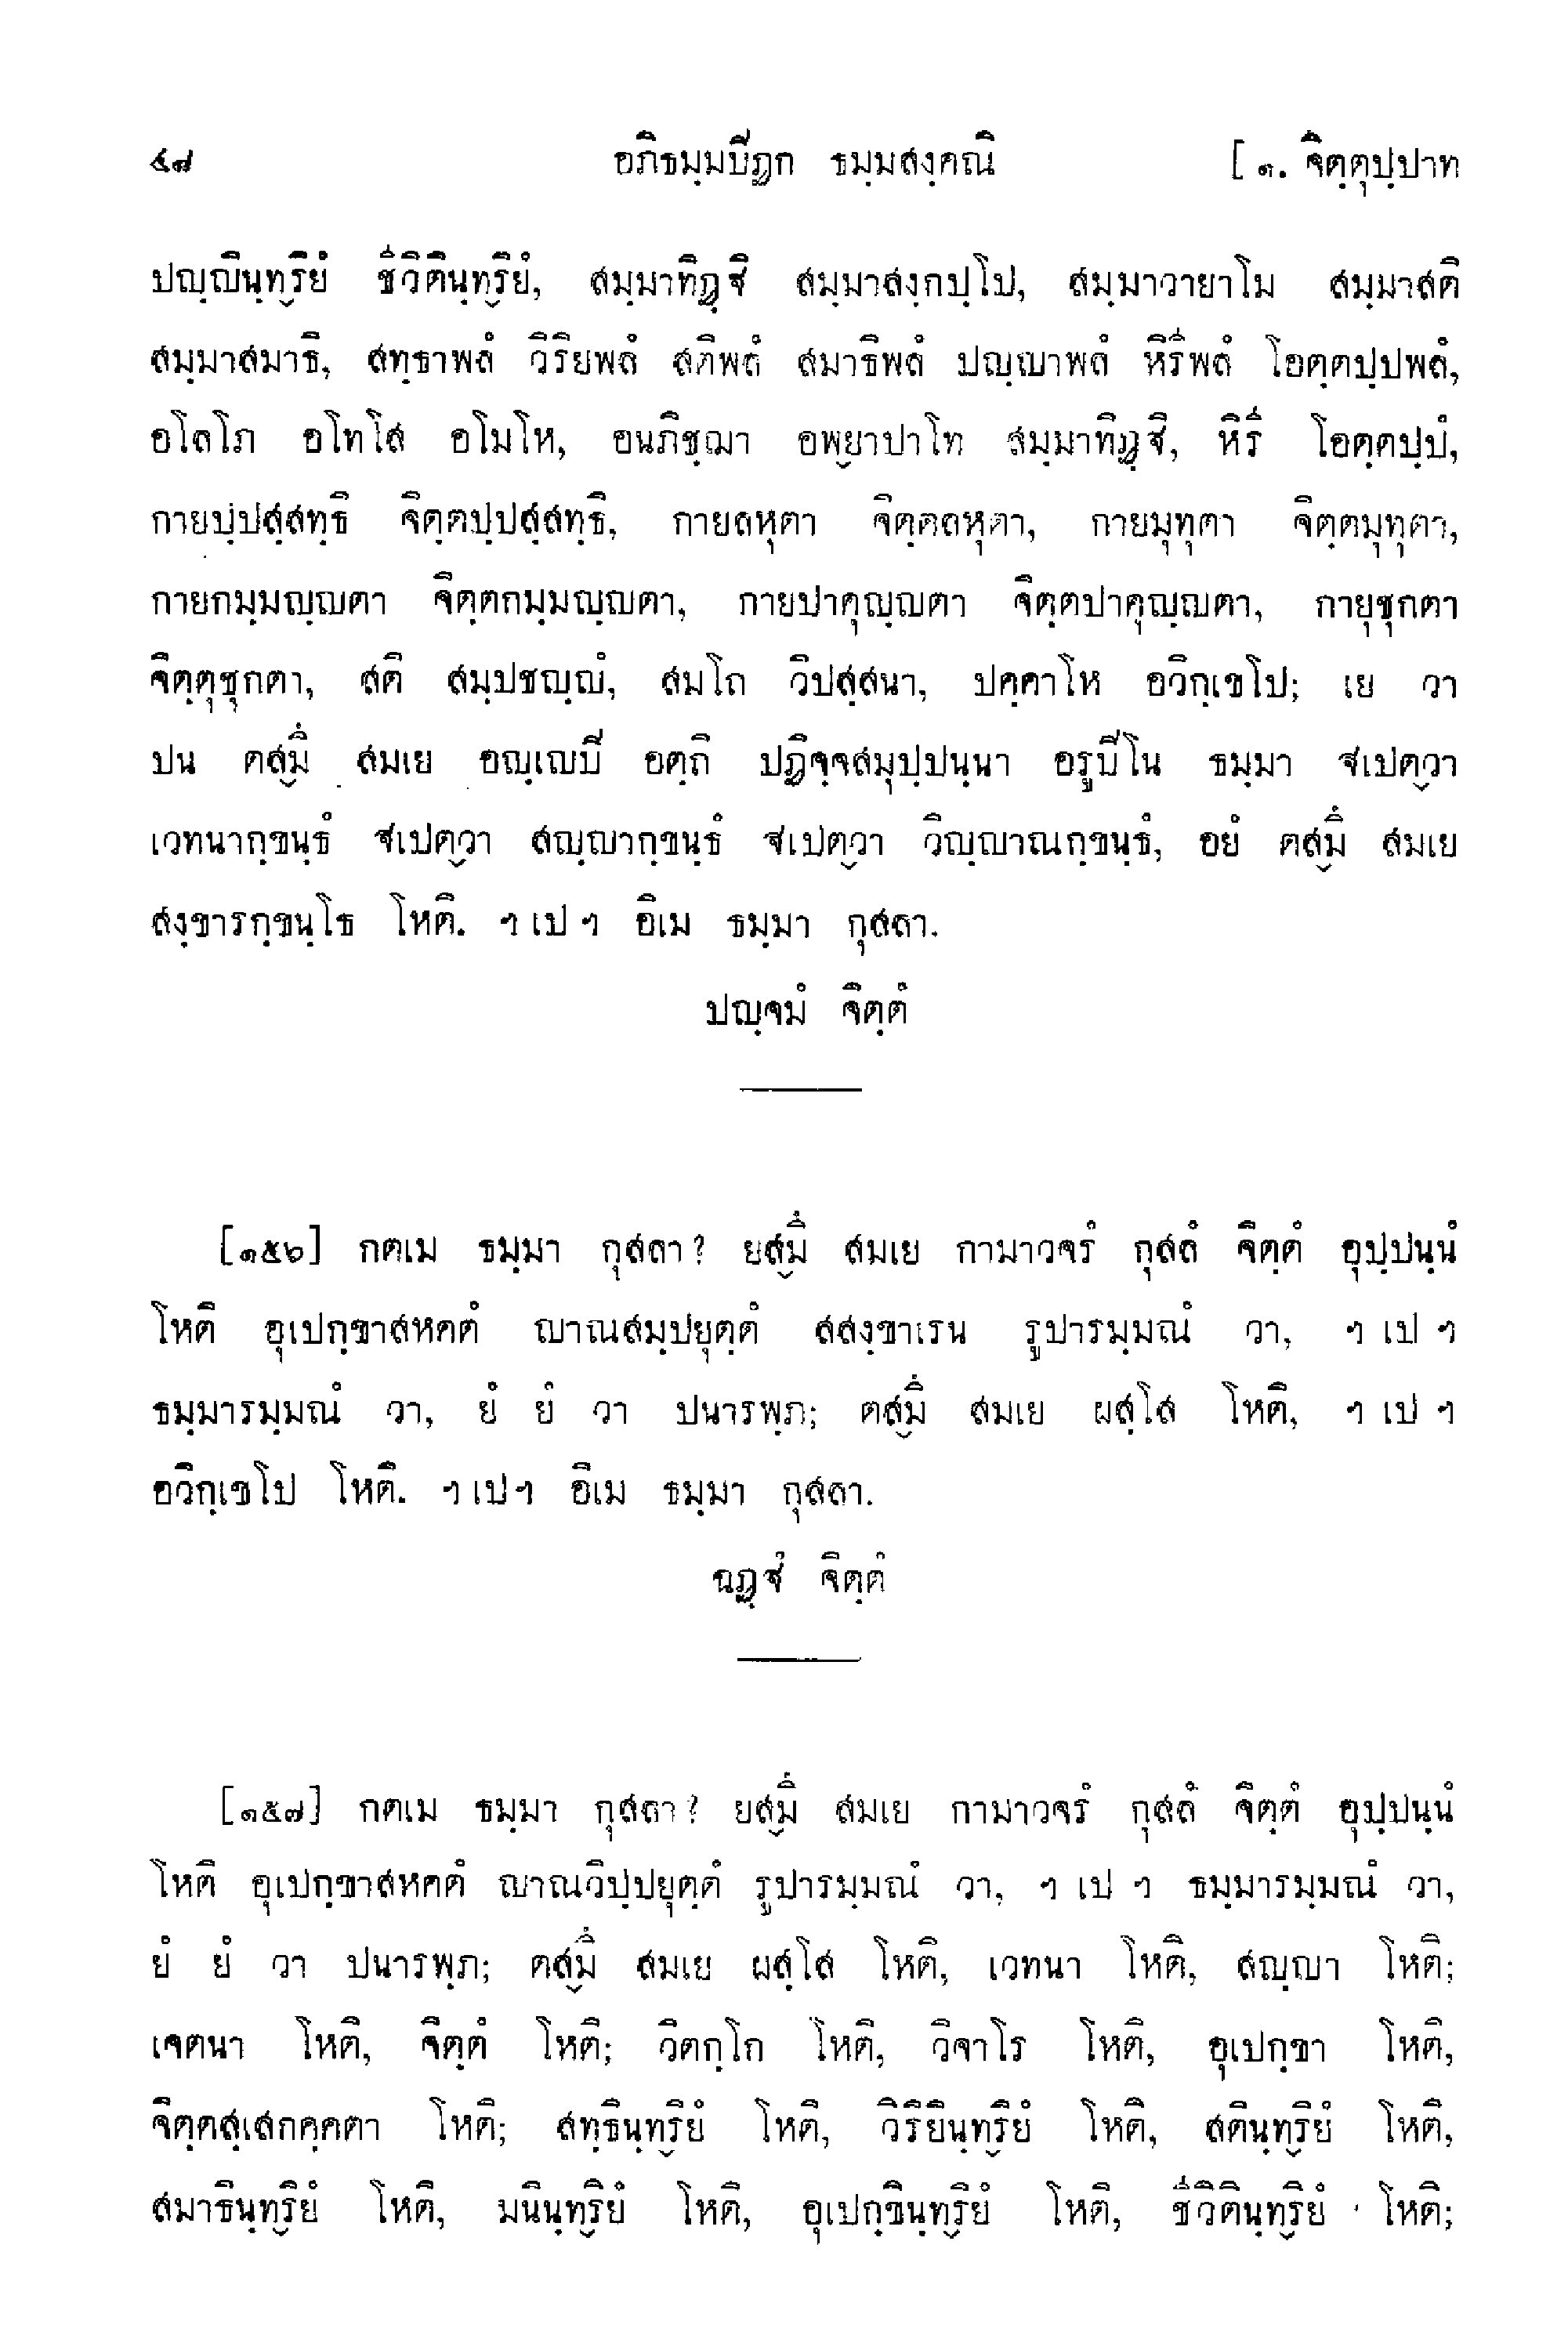 ๕๘ อภิธมฺมปิฏก ธมฺมสงฺคณิ [ ๑. จิตฺตุปฺปาท
ปญฺญินฺทฺริยํ ชีวิตินฺทฺริยํ, สมฺมาทิฏฺฐิ สมฺมาสงฺกปฺโป, สมฺมาวายาโม สมฺมาสติ
สมฺมาสมาธิ, สทฺธาพลํ วิริยพลํ สติพลํ สมาธิพลํ ปญฺญาพลํ หิรีพลํ โอตฺตปฺปพลํ,
อโลโภ อโทโส อโมโห, อนภิชฺฌา อพฺยาปาโท สมฺมาทิฏฺฐิ, หิรี โอตฺตปฺปํ,
กายปฺปสฺสทฺธิ จิตฺตปฺปสฺสทฺธิ, กายลหุตา จิตฺตลหุตา, กายมุทุตา จิตฺตมุทุตา,
กายกมฺมญฺญตา จิตฺตกมฺมญฺญตา, กายปาคุญฺญตา จิตฺตปาคุญฺญตา, กายุชุกตา
จิตฺตุชุกตา, สติ สมฺปชญฺญํ, สมโถ วิปสฺสนา, ปคฺคาโห อวิกฺเขโป; เย วา
ปน ตสฺมึ สมเย อญฺเญปิ อตฺถิ ปฏิจฺจสมุปฺปนฺนา อรูปิโน ธมฺมา ฐเปตฺวา
เวทนากฺขนฺธํ ฐเปตฺวา สญฺญากฺขนฺธํ ฐเปตฺวา วิญฺญาณกฺขนฺธํ, อยํ ตสฺมึ สมเย
สงฺขารกฺขนฺโธ โหติ. ฯ เป ฯ อิเม ธมฺมา กุสลา.
ปญฺจมํ จิตฺตํ
[๑๕๖] กตเม ธมฺมา กุสลา? ยสฺมึ สมเย กามาวจรํ กุสลํ จิตฺตํ อุปฺปนฺนํ
โหติ อุเปกฺขาสหคตํ ญาณสมฺปยุตฺตํ สสงฺขาเรน รูปารมฺมณํ วา, ฯ เป ฯ
ธมฺมารมฺมณํ วา, ยํ ยํ วา ปนารพฺภ; ตสฺมึ สมเย ผสฺโส โหติ, ฯ เป ฯ
อวิกฺเขโป โหติ. ฯ เป ฯ อิเม ธมฺมา กุสลา.
ฉฏฺฐํ จิตฺตํ
[๑๕๗] กตเม ธมฺมา กุสลา? ยสฺมึ สมเย กามาวจรํ กุสลํ จิตฺตํ อุปฺปนฺนํ
โหติ อุเปกฺขาสหคตํ ญาณวิปฺปยุตฺตํ รูปารมฺมณํ วา, ฯ เป ฯ ธมฺมารมฺมณํ วา,
ยํ ยํ วา ปนารพฺภ; ตสฺมึ สมเย ผสฺโส โหติ, เวทนา โหติ, สญฺญา โหติ;
เจตนา โหติ, จิตฺตํ โหติ; วิตกฺโก โหติ, วิจาโร โหติ, อุเปกฺขา โหติ,
จิตฺตสฺเสกคฺคตา โหติ; สทฺธินฺทฺริยํ โหติ, วิริยินฺทฺริยํ โหติ, สตินฺทฺริยํ โหติ,
สมาธินฺทฺริยํ โหติ, มนินฺทฺริยํ โหติ, อุเปกฺขินฺทฺริยํ โหติ, ชีวิตินฺทฺริยํ โหติ;